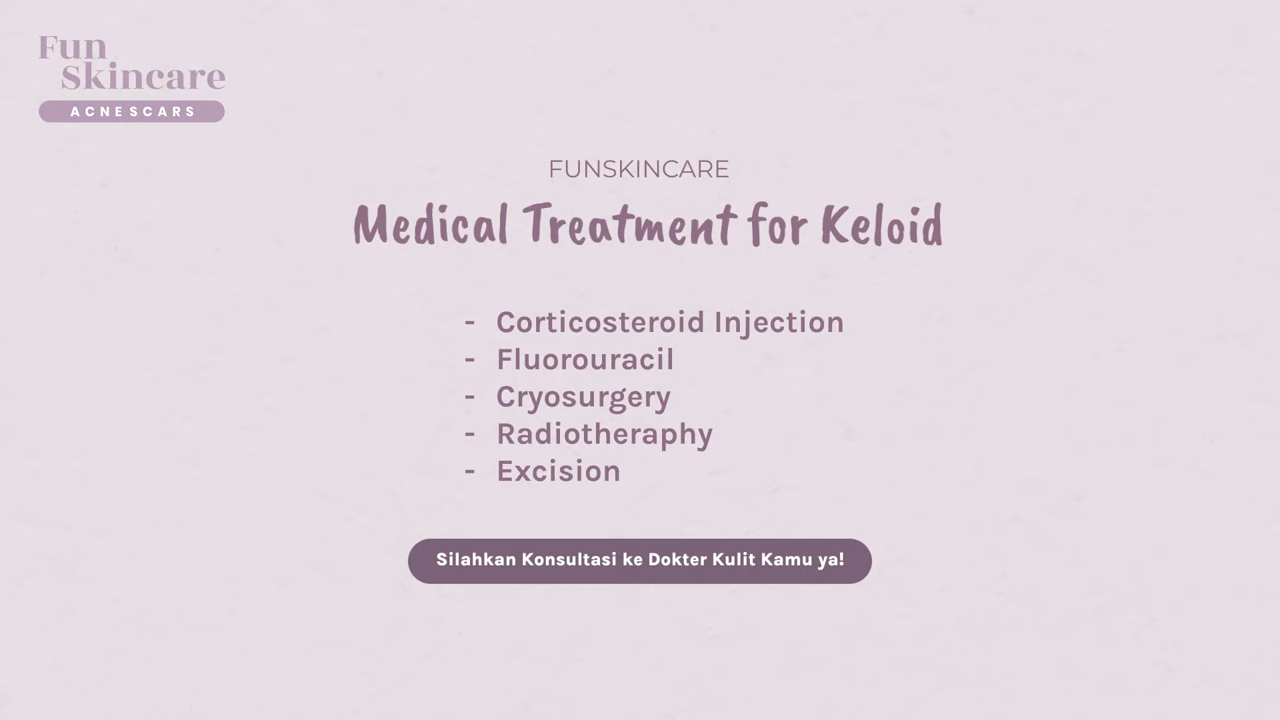 Fun
Skincare
ACNE SCARS
FUNSKINCARE
Medical Treatment for Keloid
- Corticosteroid Injection
- Fluorouracil
- Cryosurgery
- Radiotheraphy
- Excision
Silahkan Konsultasi ke Dokter Kulit Kamu ya!